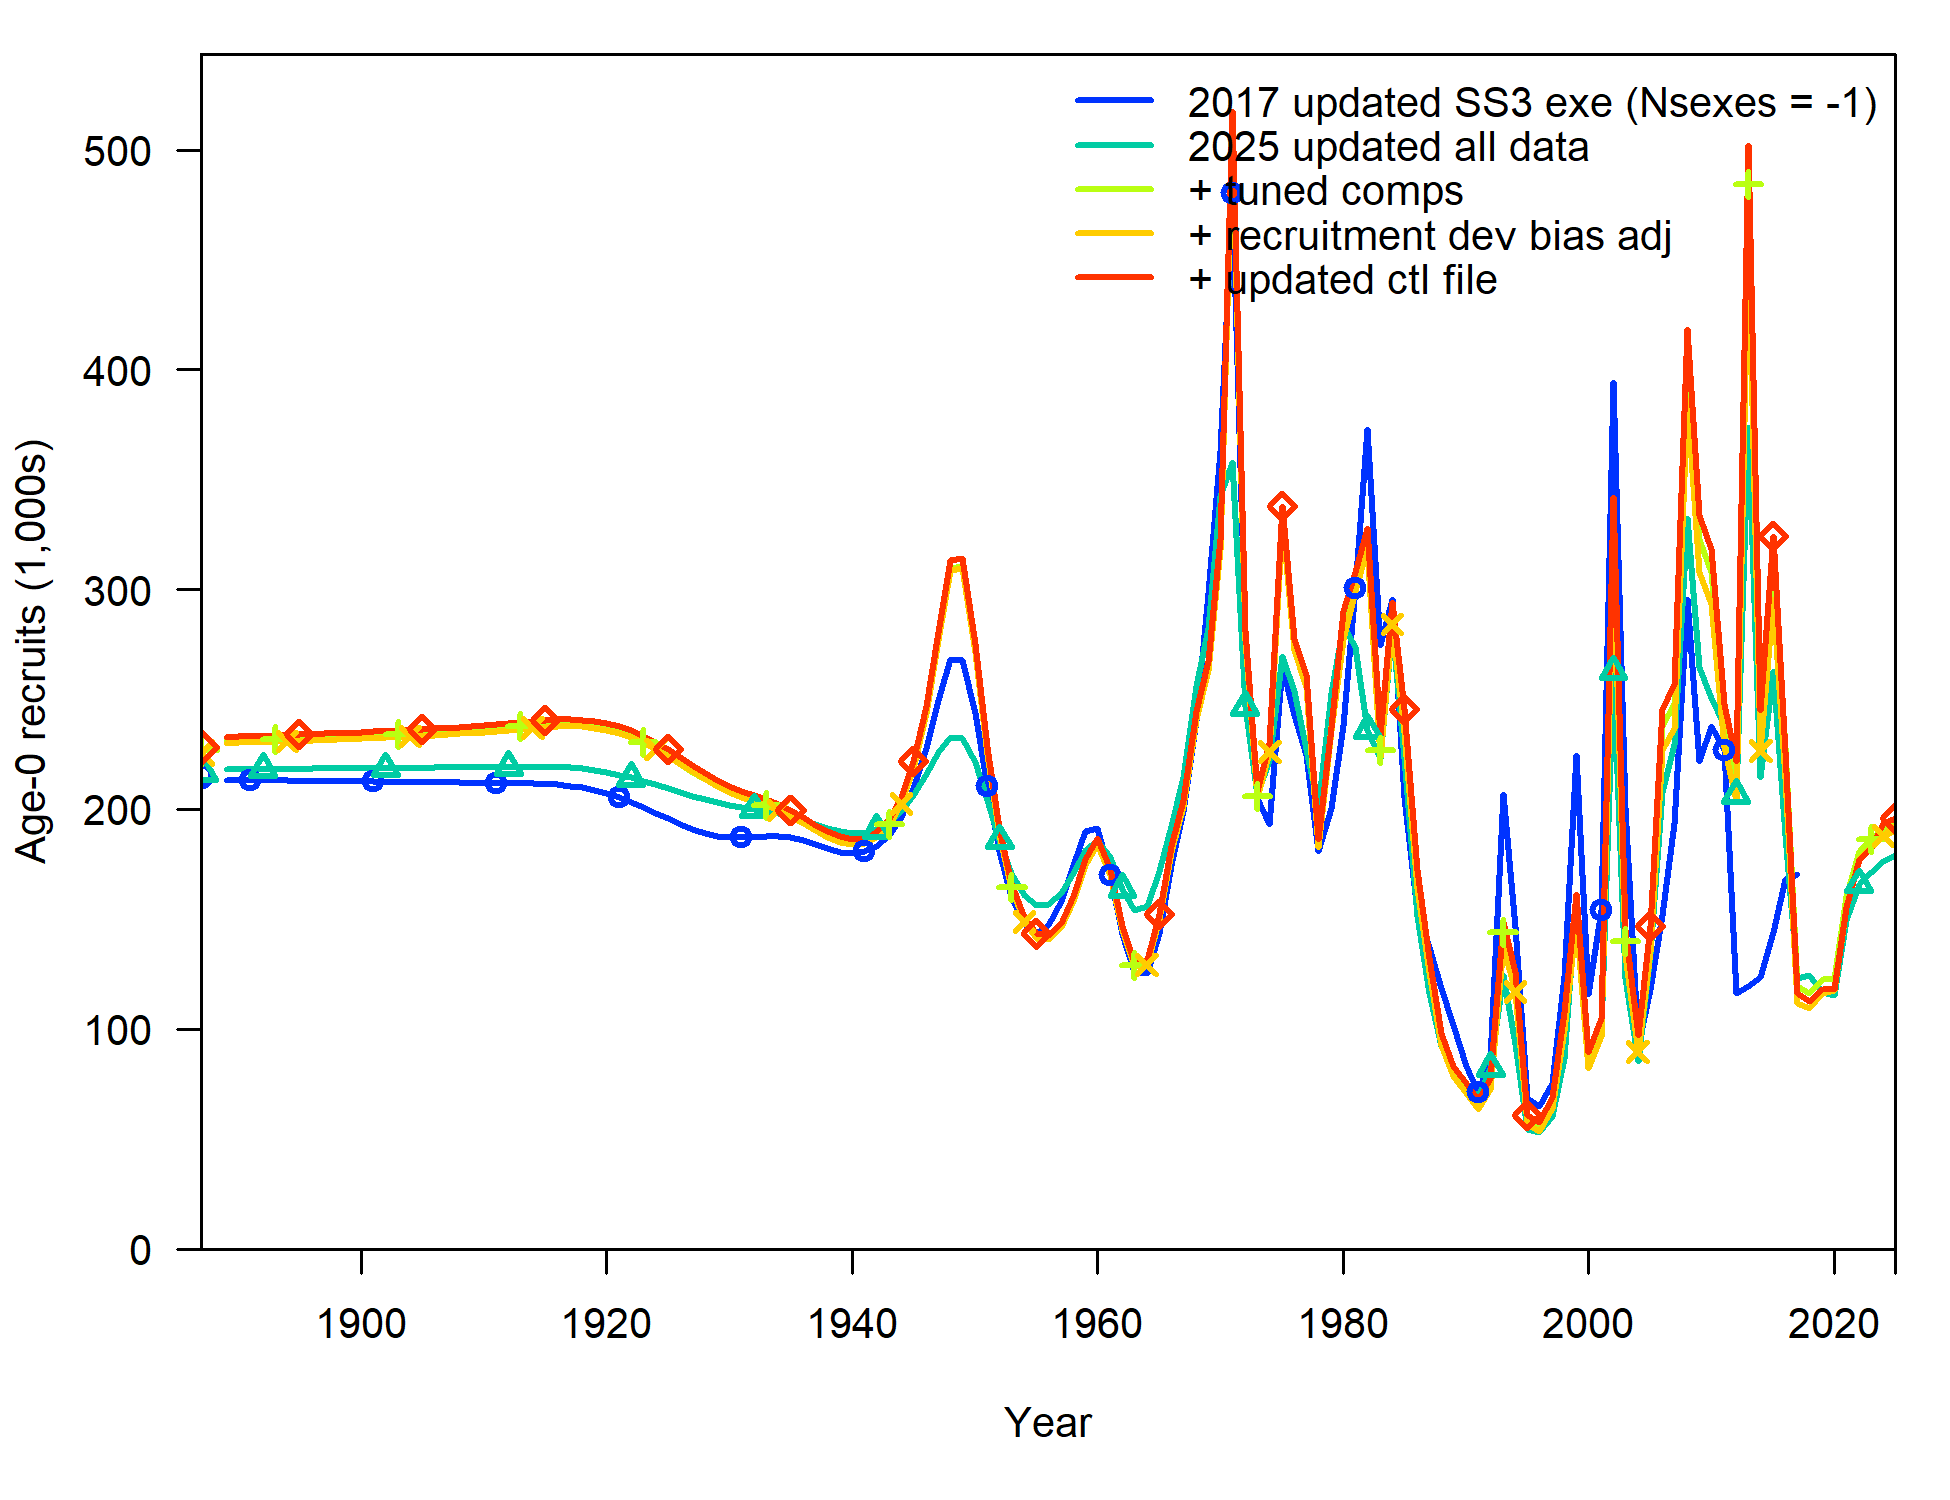 2017 updated SS3 exe (Nsexes = -1)
2025 updated all data
+ tuned comps
+ recruitment dev bias adj
+ updated ctl file
Age-0 recruits (1,000s)
500
400
300
200
100
0
1900 1920 1940 1960 1980 2000 2020
Year